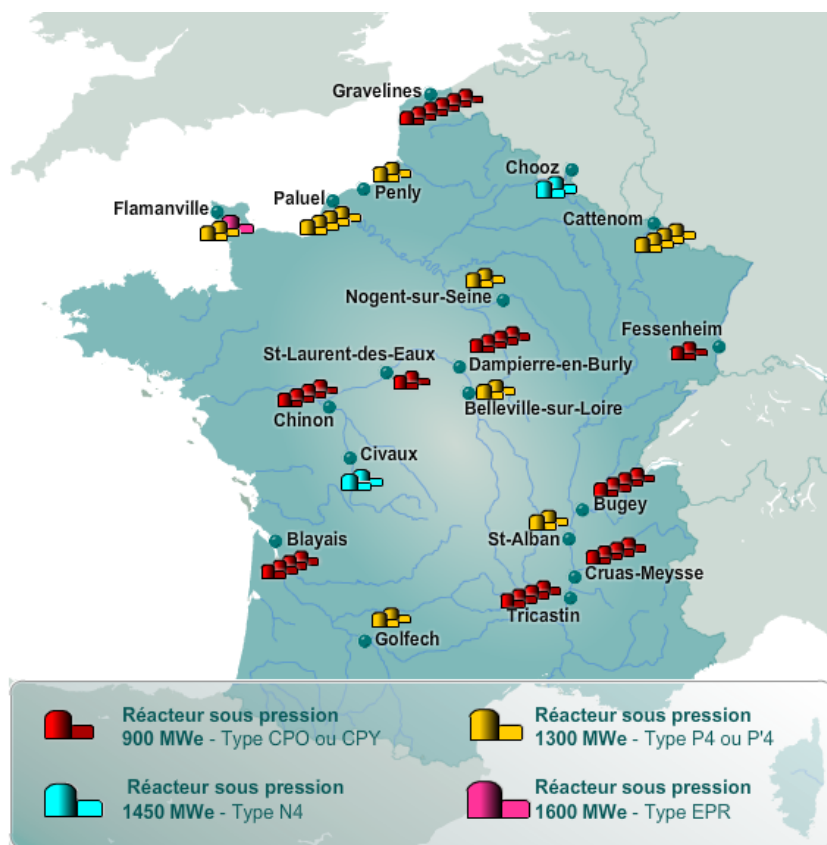 Gravelines
Chooz
Penly
Paluel
Flamanville
Cattenom
Nogent-sur-Seine
Fessenheim
St-Laurent-des-Eaux
Dampierre-en-Burly
Belleville-sur-Loire
Chinon
Civaux
Bugey
Blayais
St-Alban
Cruas-Meysse
Tricastin
Golfech
Réacteur sous pression
900 MWe - Type CPO ou CPY
Réacteur sous pression
1300 MWe - Type P4 ou P'4
Réacteur sous pression
1450 MWe - Type N4
Réacteur sous pression
1600 MWe - Type EPR